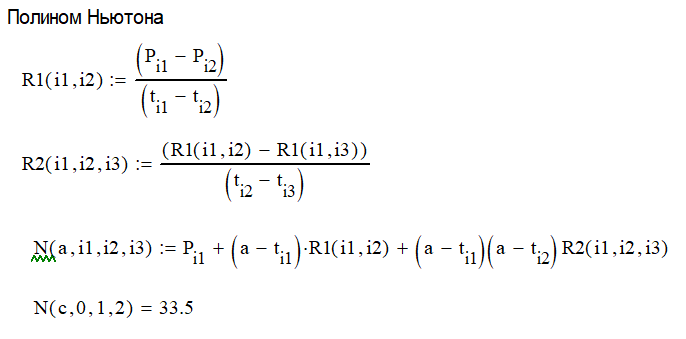 Полином Ньютона
R1(i1,i2) := (P_i1 − P_i2) / (t_i1 − t_i2)
R2(i1,i2,i3) := (R1(i1,i2) − R1(i1,i3)) / (t_i2 − t_i3)
N(a,i1,i2,i3) := P_i1 + (a − t_i1)·R1(i1,i2) + (a − t_i1)(a − t_i2) R2(i1,i2,i3)
N(c,0,1,2) = 33.5